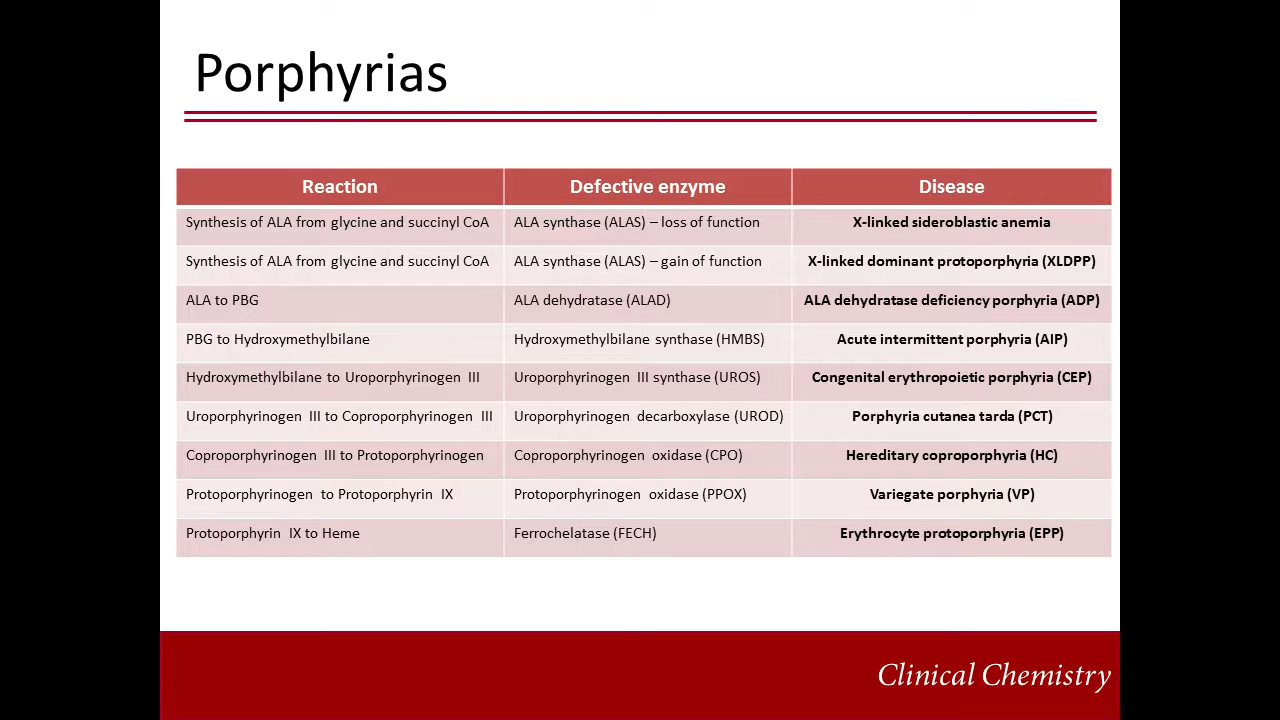 Porphyrias
Reaction Defective enzyme Disease
Synthesis of ALA from glycine and succinyl CoA ALA synthase (ALAS) – loss of function X-linked sideroblastic anemia
Synthesis of ALA from glycine and succinyl CoA ALA synthase (ALAS) – gain of function X-linked dominant protoporphyria (XLDPP)
ALA to PBG ALA dehydratase (ALAD) ALA dehydratase deficiency porphyria (ADP)
PBG to Hydroxymethylbilane Hydroxymethylbilane synthase (HMBS) Acute intermittent porphyria (AIP)
Hydroxymethylbilane to Uroporphyrinogen III Uroporphyrinogen III synthase (UROS) Congenital erythropoietic porphyria (CEP)
Uroporphyrinogen III to Coproporphyrinogen III Uroporphyrinogen decarboxylase (UROD) Porphyria cutanea tarda (PCT)
Coproporphyrinogen III to Protoporphyrinogen Coproporphyrinogen oxidase (CPO) Hereditary coproporphyria (HC)
Protoporphyrinogen to Protoporphyrin IX Protoporphyrinogen oxidase (PPOX) Variegate porphyria (VP)
Protoporphyrin IX to Heme Ferrochelatase (FECH) Erythrocyte protoporphyria (EPP)
Clinical Chemistry